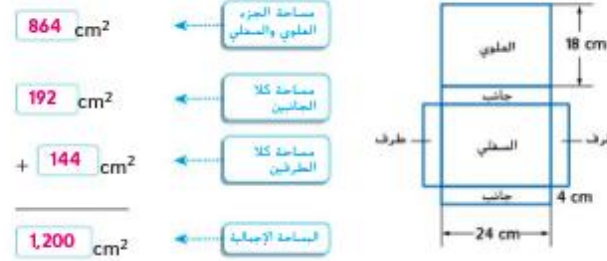 864 cm²
مساحة الجزء
العلوي والسفلي
192 cm²
مساحة كلا
الجانبين
+ 144 cm²
مساحة كلا
الطرفين
1,200 cm²
المساحة الإجمالية
العلوي
18 cm
جانب
طرف
السفلي
رف
جانب
4 cm
24 cm